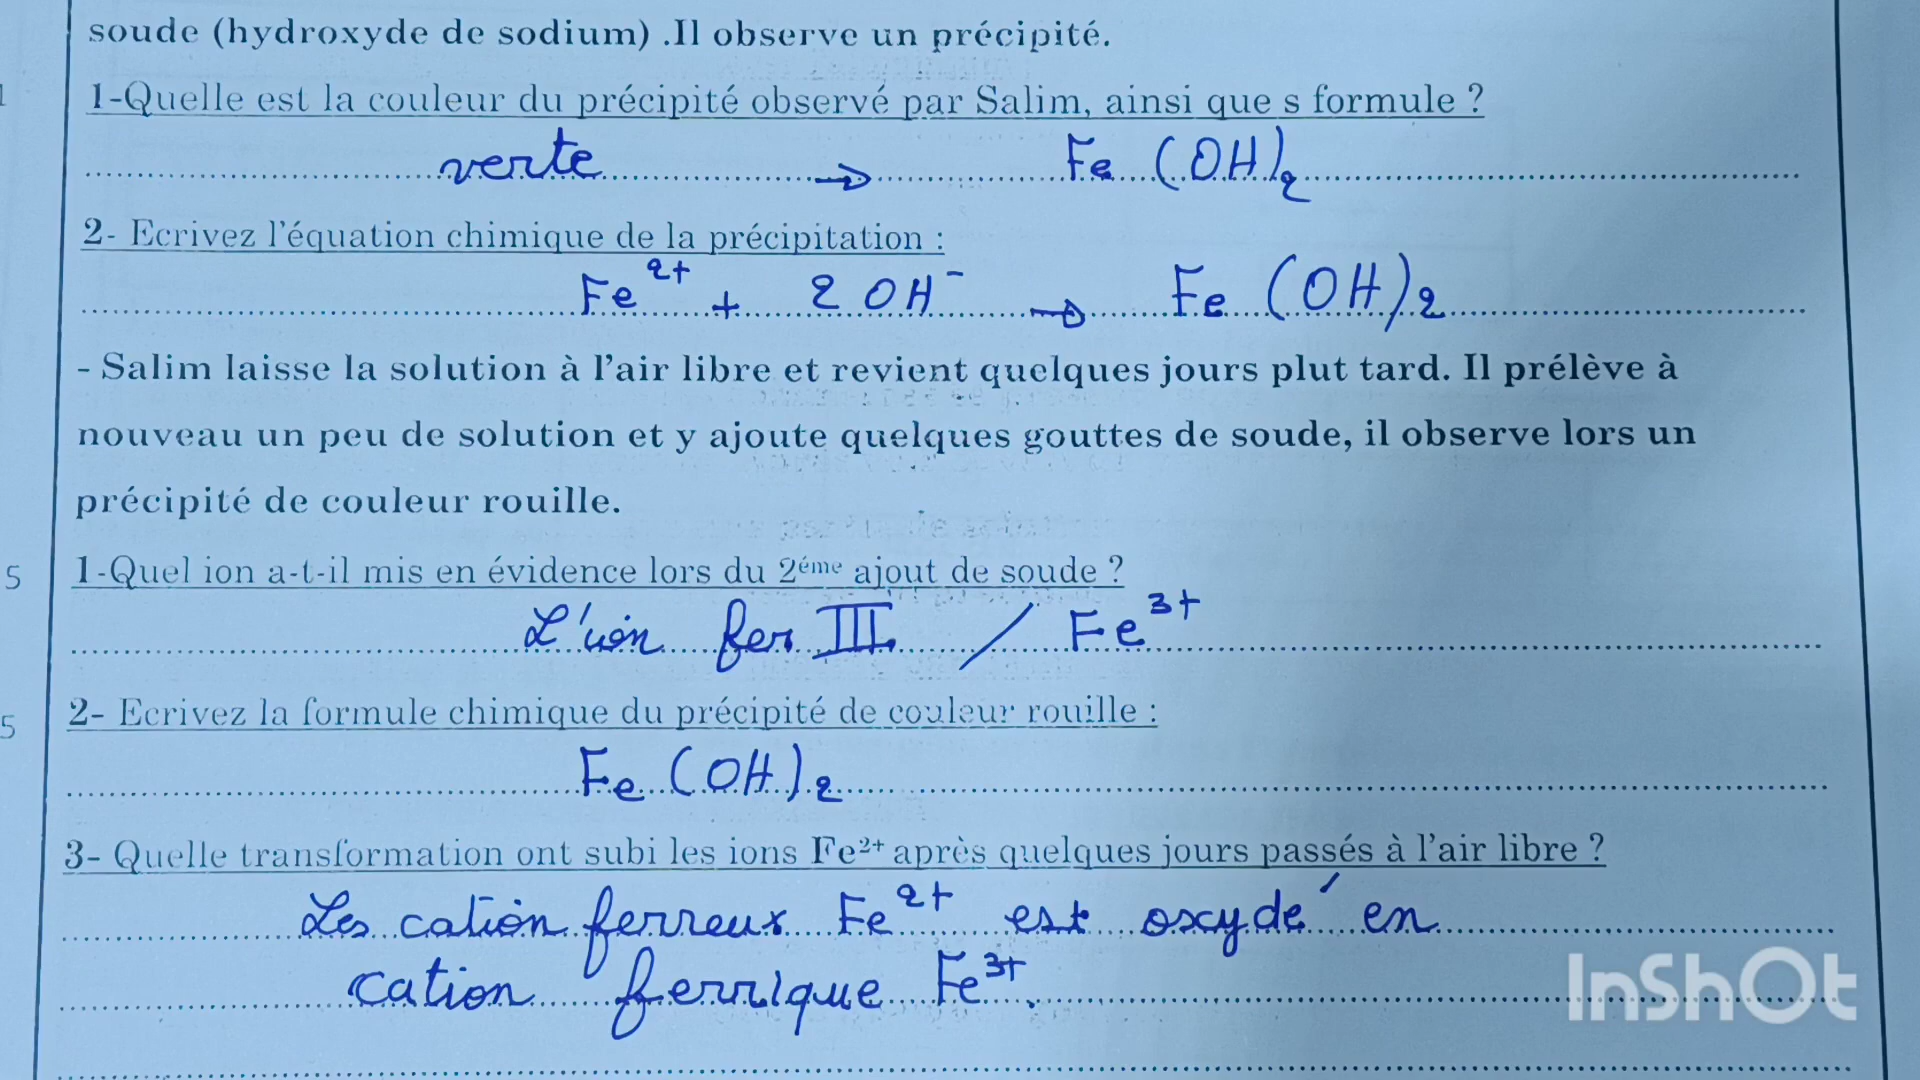 soude (hydroxyde de sodium) .Il observe un précipité.
1-Quelle est la couleur du précipité observé par Salim, ainsi que s formule ?
verte → Fe (OH)₂
2- Ecrivez l'équation chimique de la précipitation :
Fe²⁺ + 2 OH⁻ → Fe (OH)₂
- Salim laisse la solution à l'air libre et revient quelques jours plut tard. Il prélève à
nouveau un peu de solution et y ajoute quelques gouttes de soude, il observe lors un
précipité de couleur rouille.
5 1-Quel ion a-t-il mis en évidence lors du 2éme ajout de soude ?
L'ion fer III / Fe³⁺
5 2- Ecrivez la formule chimique du précipité de couleur rouille :
Fe (OH)₂
3- Quelle transformation ont subi les ions Fe²⁺ après quelques jours passés à l'air libre ?
Les cation ferreux Fe²⁺ est oxydé en
cation ferrique Fe³⁺.
InShOt